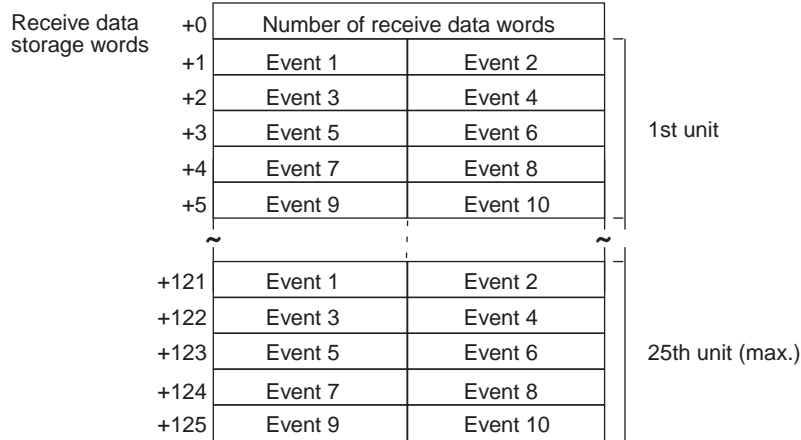 Receive data
storage words
+0 Number of receive data words
+1 Event 1 Event 2
+2 Event 3 Event 4
+3 Event 5 Event 6
1st unit
+4 Event 7 Event 8
+5 Event 9 Event 10
~ ~
+121 Event 1 Event 2
+122 Event 3 Event 4
+123 Event 5 Event 6
25th unit (max.)
+124 Event 7 Event 8
+125 Event 9 Event 10